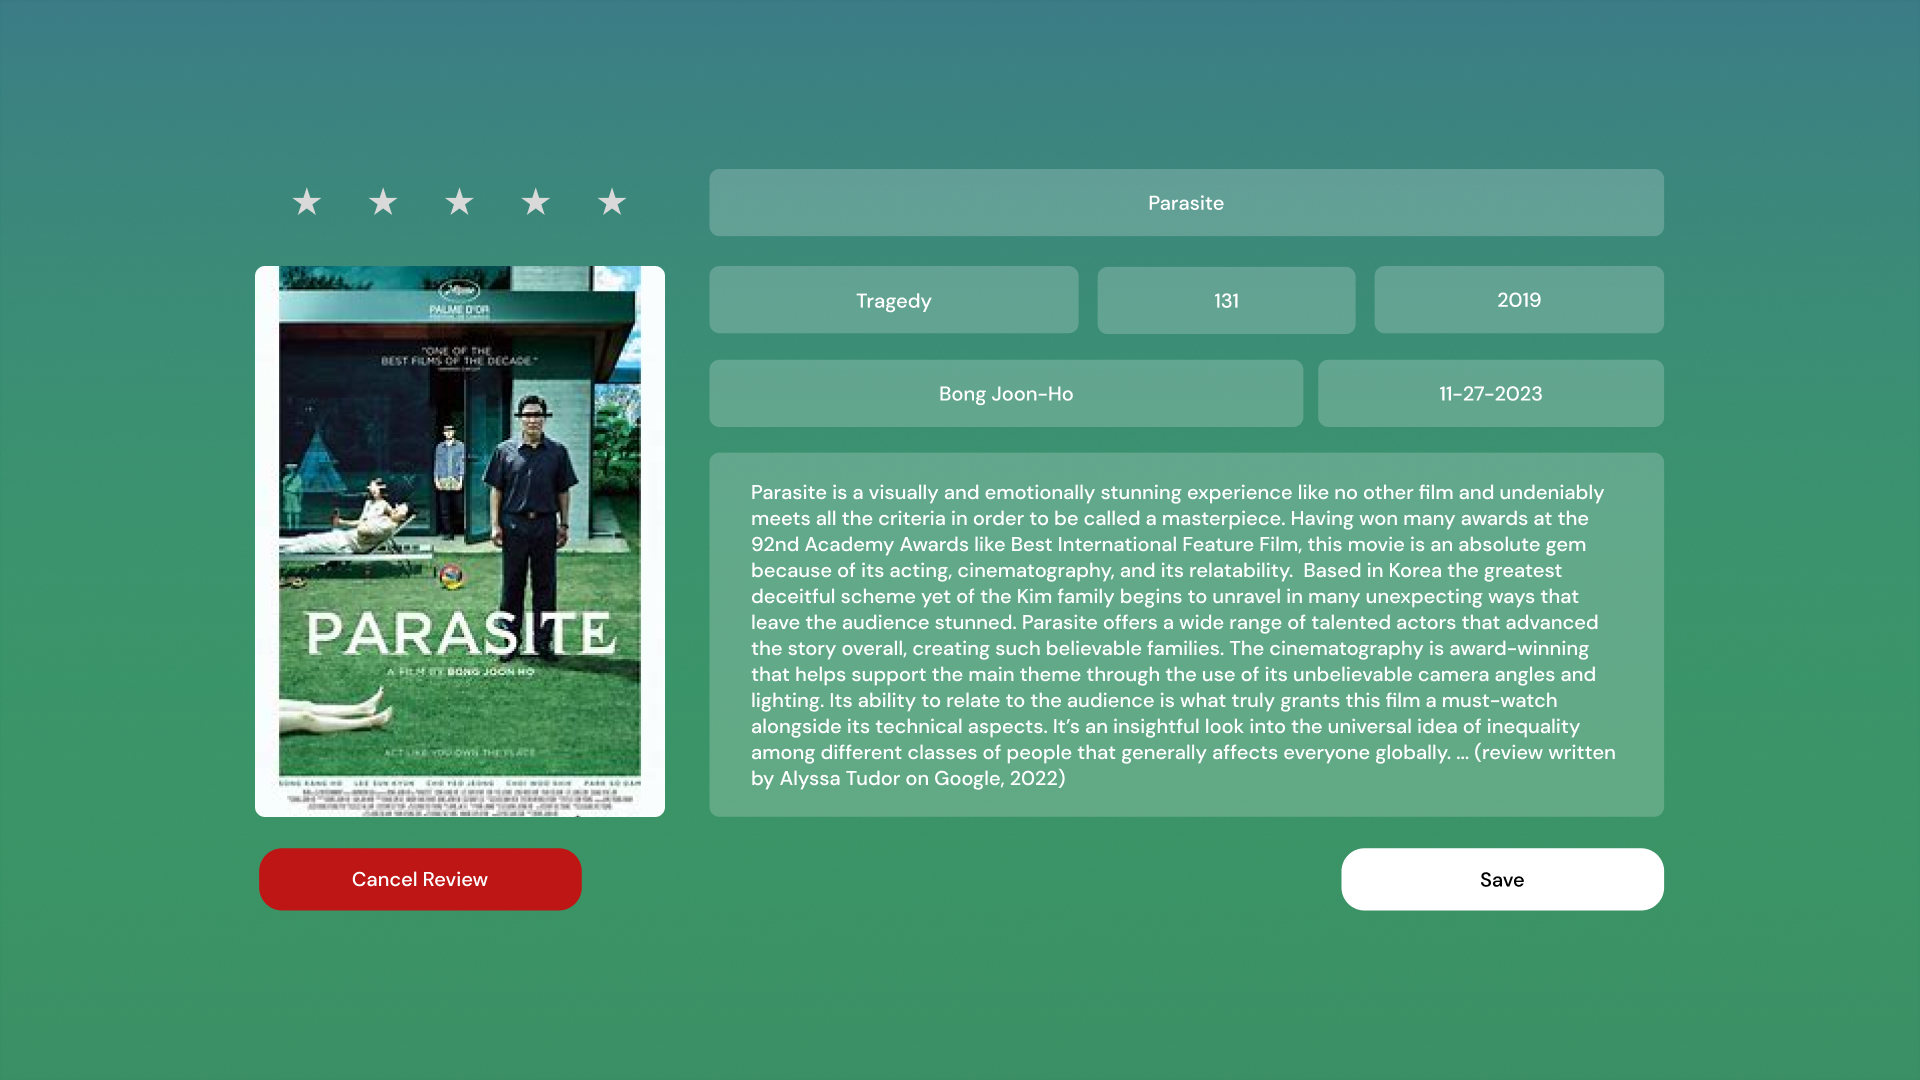 Parasite
Tragedy
131
2019
Bong Joon-Ho
11-27-2023
PALME D'OR
"ONE OF THE
BEST FILMS OF THE DECADE."
PARASITE
A FILM BY BONG JOON HO
ACT LIKE YOU OWN THE PLACE
SONG KANG HO LEE SUN KYUN CHO YEO JEONG CHOI WOO SHIK PARK SO DAM
Parasite is a visually and emotionally stunning experience like no other film and undeniably
meets all the criteria in order to be called a masterpiece. Having won many awards at the
92nd Academy Awards like Best International Feature Film, this movie is an absolute gem
because of its acting, cinematography, and its relatability.  Based in Korea the greatest
deceitful scheme yet of the Kim family begins to unravel in many unexpecting ways that
leave the audience stunned. Parasite offers a wide range of talented actors that advanced
the story overall, creating such believable families. The cinematography is award-winning
that helps support the main theme through the use of its unbelievable camera angles and
lighting. Its ability to relate to the audience is what truly grants this film a must-watch
alongside its technical aspects. It’s an insightful look into the universal idea of inequality
among different classes of people that generally affects everyone globally. ... (review written
by Alyssa Tudor on Google, 2022)
Cancel Review
Save